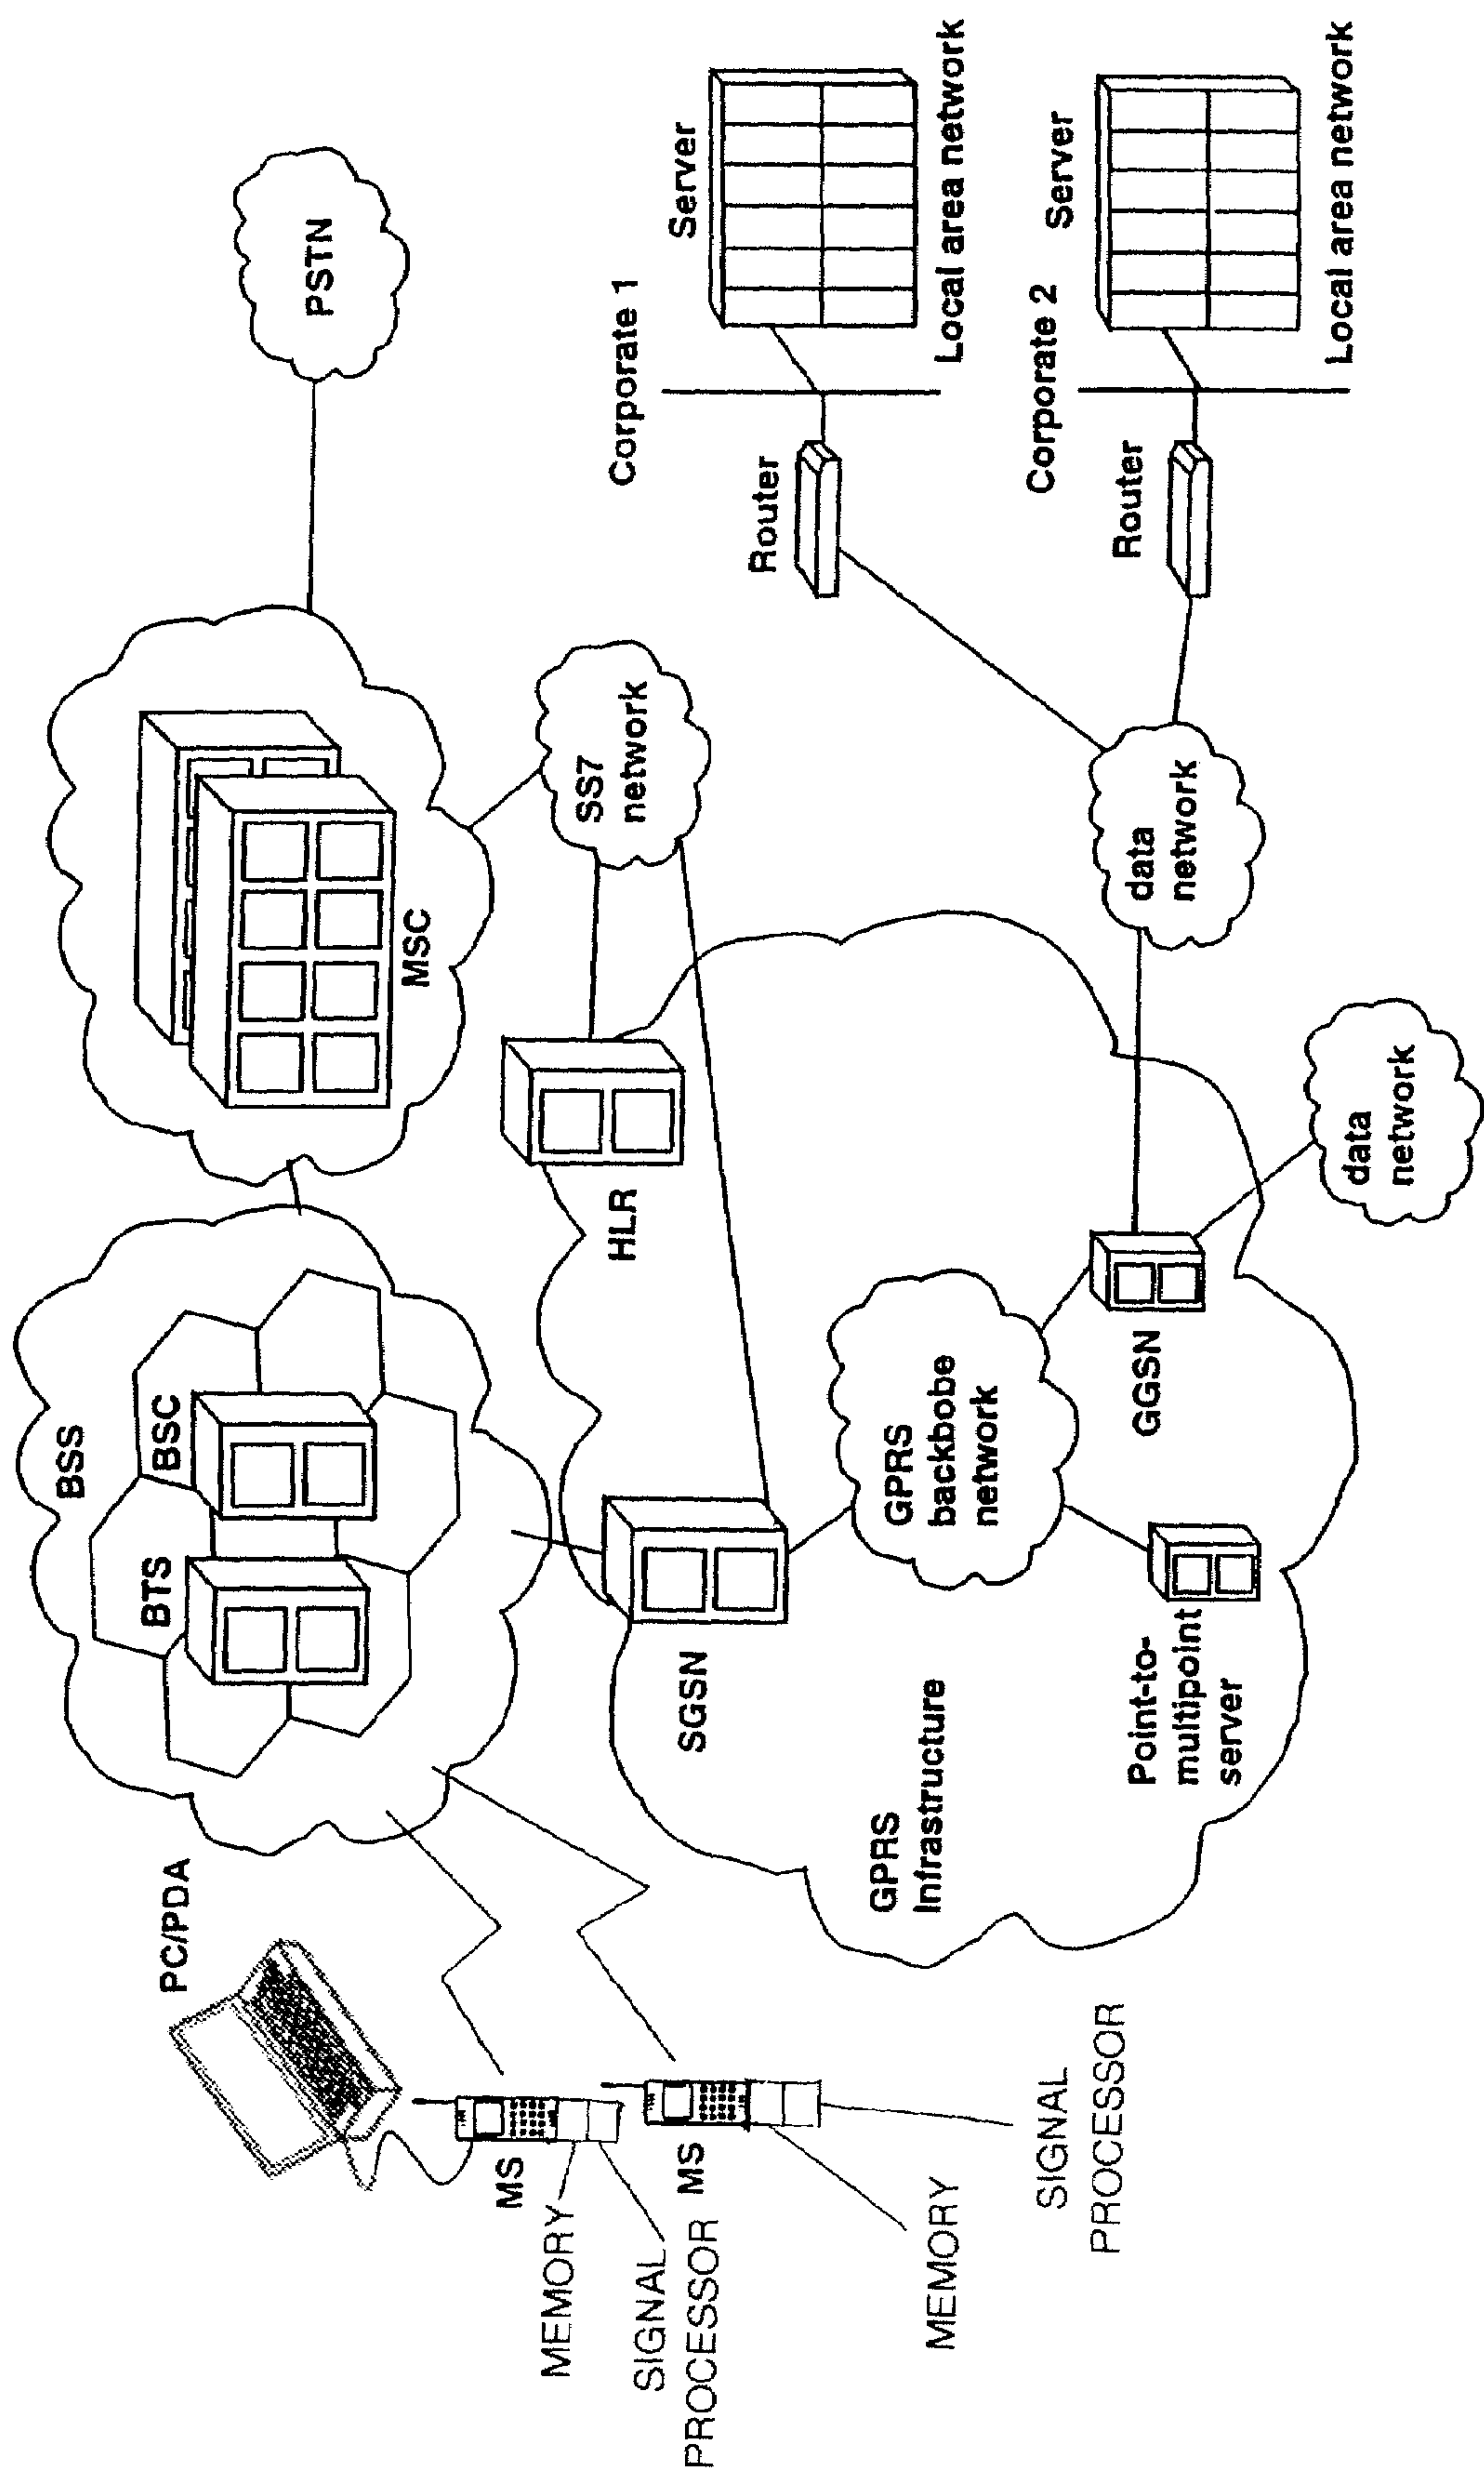 PC/PDA
BSS
BTS
BSC
MSC
PSTN
MS
MEMORY
SIGNAL
PROCESSOR
MS
MEMORY
SIGNAL
PROCESSOR
SGSN
HLR
SS7
network
GPRS
Infrastructure
GPRS
backbobe
network
Point-to-
multipoint
server
GGSN
data
network
data
network
Corporate 1
Router
Server
Local area network
Corporate 2
Router
Server
Local area network